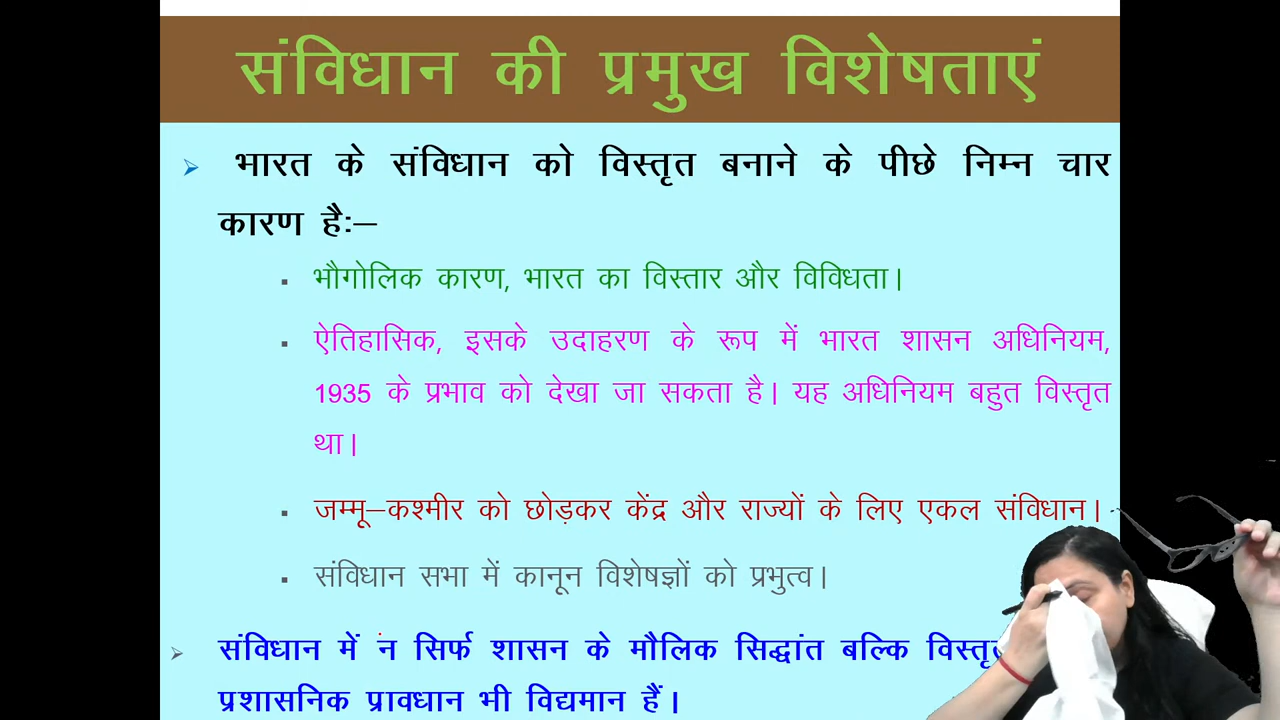 संविधान की प्रमुख विशेषताएं
भारत के संविधान को विस्तृत बनाने के पीछे निम्न चार
कारण है:–
भौगोलिक कारण, भारत का विस्तार और विविधता।
ऐतिहासिक, इसके उदाहरण के रूप में भारत शासन अधिनियम,
1935 के प्रभाव को देखा जा सकता है। यह अधिनियम बहुत विस्तृत
था।
जम्मू–कश्मीर को छोड़कर केंद्र और राज्यों के लिए एकल संविधान।
संविधान सभा में कानून विशेषज्ञों को प्रभुत्व।
संविधान में न सिर्फ शासन के मौलिक सिद्धांत बल्कि
प्रशासनिक प्रावधान भी विद्यमान हैं।